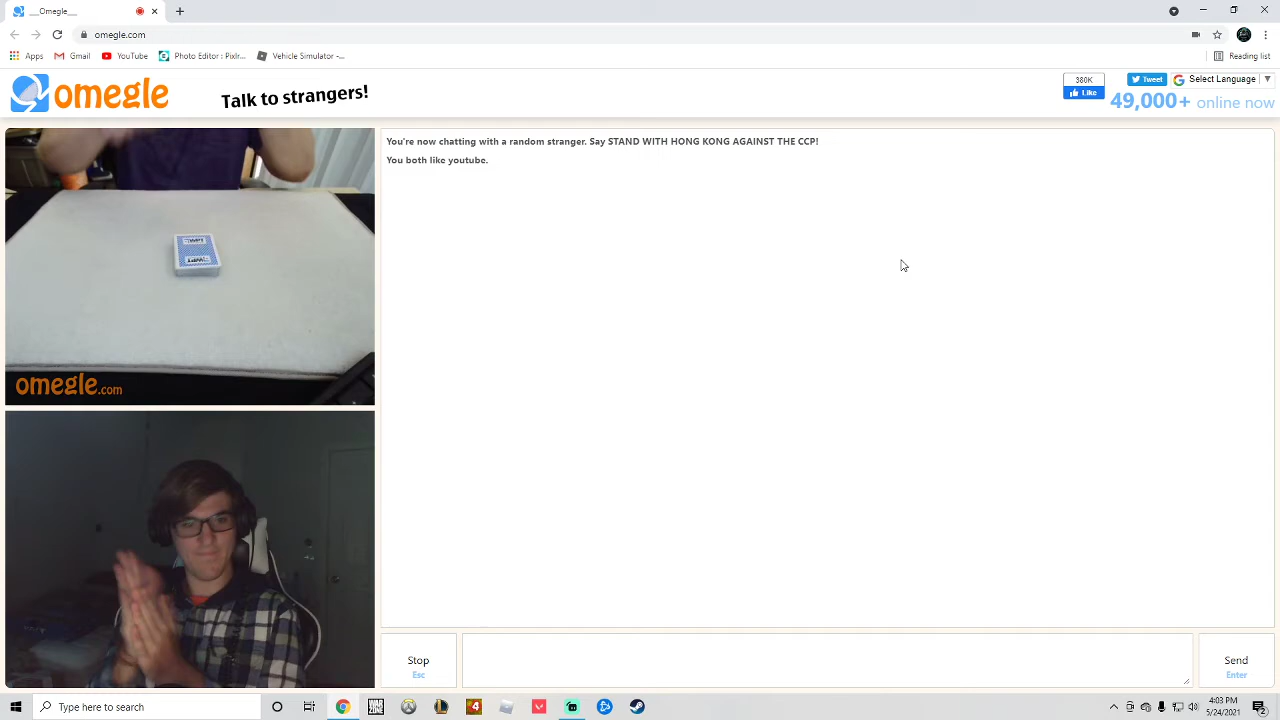 __Omegle__
omegle.com
Apps
Gmail
YouTube
Photo Editor : Pixlr...
Vehicle Simulator -...
Reading list
omegle
Talk to strangers!
380K
Like
Tweet
Select Language
49,000+ online now
You're now chatting with a random stranger. Say STAND WITH HONG KONG AGAINST THE CCP!
You both like youtube.
omegle.com
Stop
Esc
Send
Enter
Type here to search
4:03 PM
5/24/2021